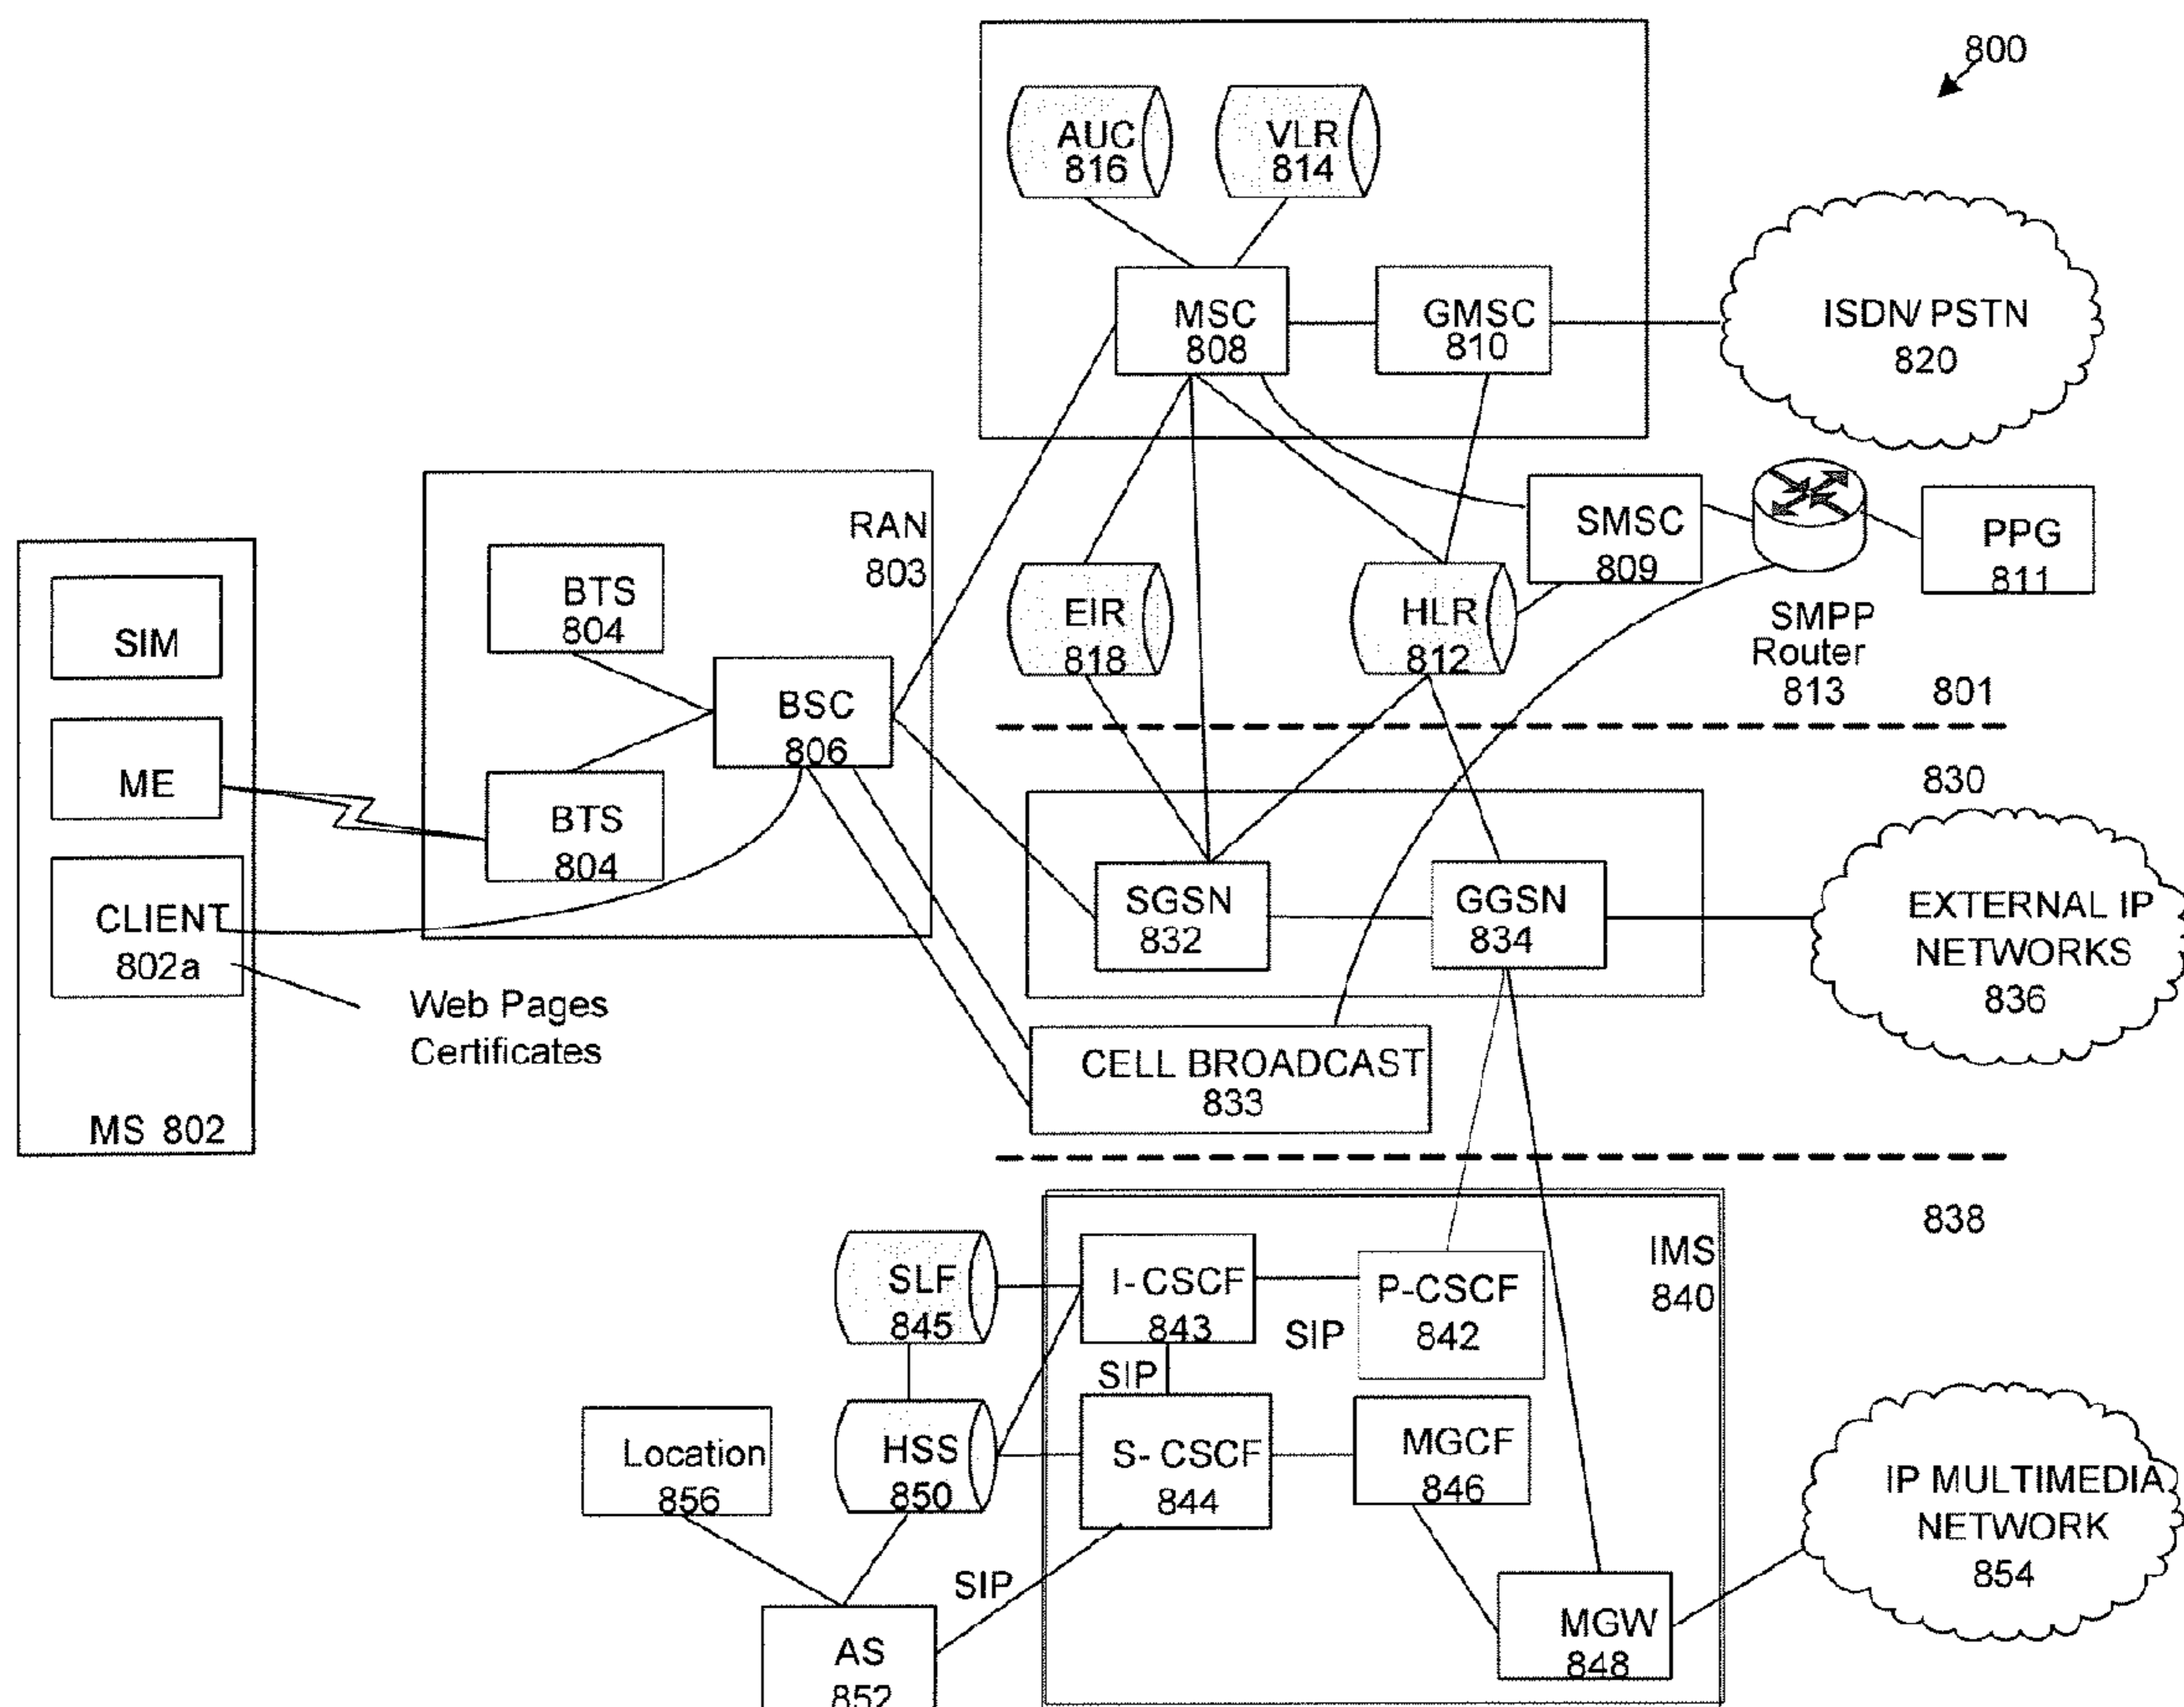 800
AUC
816
VLR
814
MSC
808
GMSC
810
ISDN/PSTN
820
RAN
803
BTS
804
BSC
806
BTS
804
SIM
ME
CLIENT
802a
MS 802
Web Pages
Certificates
EIR
818
HLR
812
SMSC
809
SMPP
Router
813
PPG
811
801
830
SGSN
832
GGSN
834
EXTERNAL IP
NETWORKS
836
CELL BROADCAST
833
838
IMS
840
SLF
845
I-CSCF
843
SIP
P-CSCF
842
SIP
Location
856
HSS
850
S-CSCF
844
MGCF
846
IP MULTIMEDIA
NETWORK
854
SIP
AS
852
MGW
848